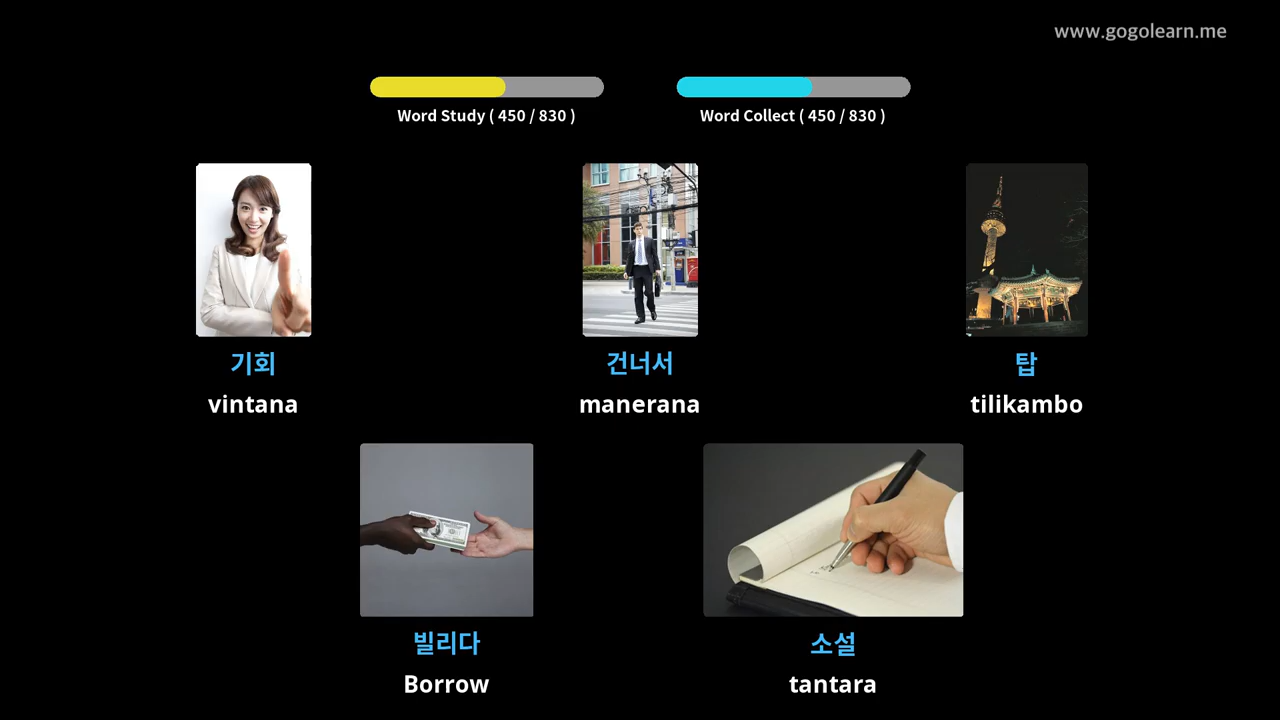 www.gogolearn.me
Word Study ( 450 / 830 )
Word Collect ( 450 / 830 )
기회
vintana
건너서
manerana
탑
tilikambo
빌리다
Borrow
소설
tantara